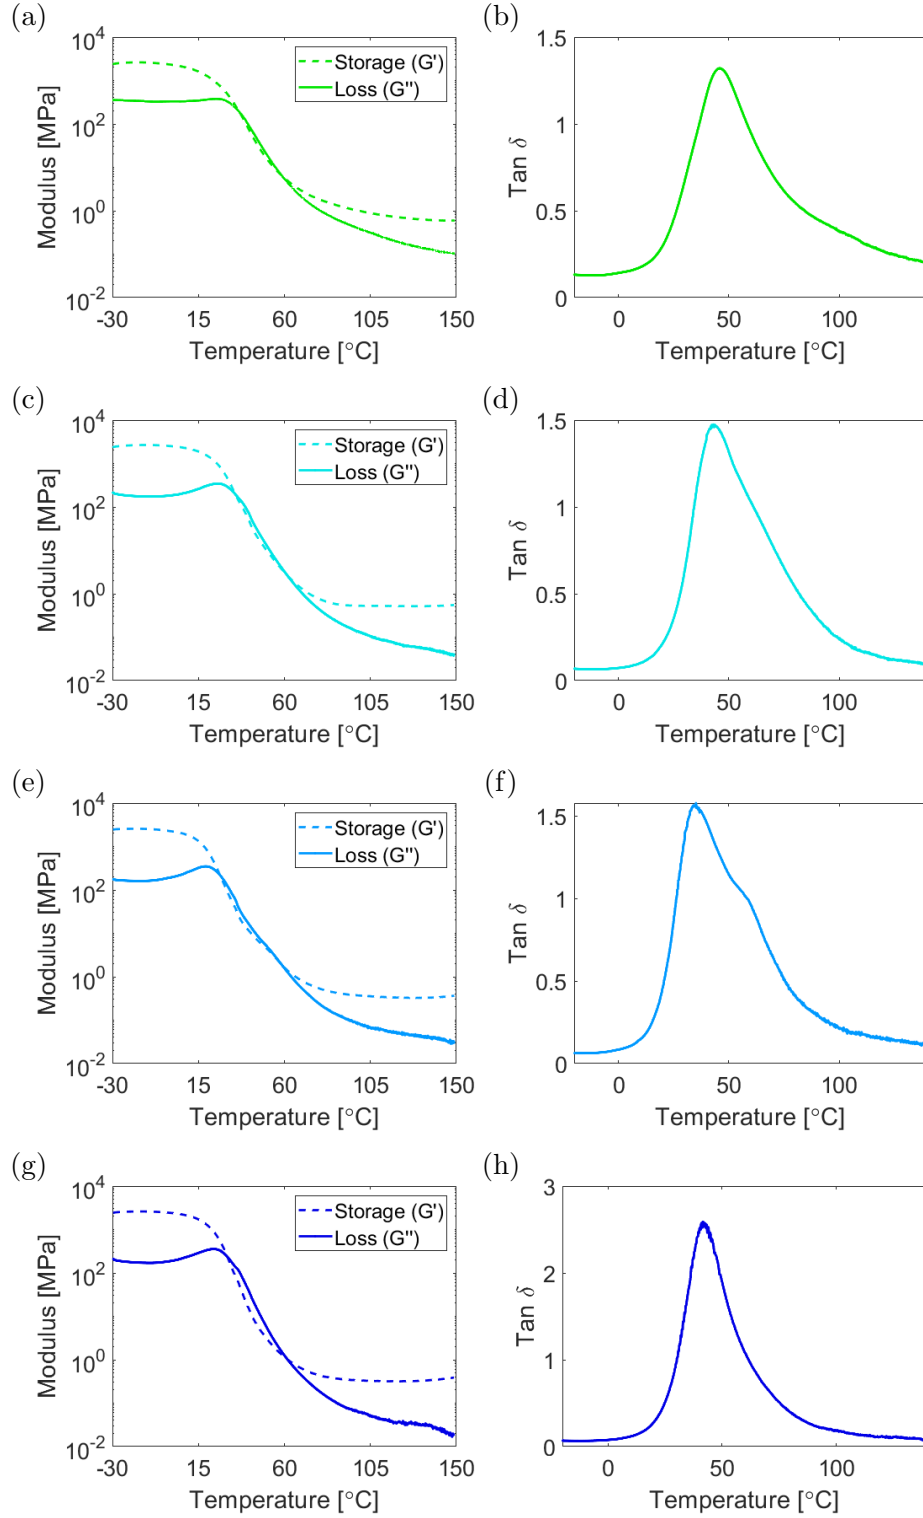 (a)
(b)
Modulus [MPa]
10^4
10^2
10^0
10^-2
Storage (G')
Loss (G")
-30 15 60 105 150
Temperature [°C]
Tan δ
1.5
1
0.5
0
0 50 100
Temperature [°C]
(c)
(d)
Modulus [MPa]
10^4
10^2
10^0
10^-2
Storage (G')
Loss (G")
-30 15 60 105 150
Temperature [°C]
Tan δ
1.5
1
0.5
0
0 50 100
Temperature [°C]
(e)
(f)
Modulus [MPa]
10^4
10^2
10^0
10^-2
Storage (G')
Loss (G")
-30 15 60 105 150
Temperature [°C]
Tan δ
1.5
1
0.5
0
0 50 100
Temperature [°C]
(g)
(h)
Modulus [MPa]
10^4
10^2
10^0
10^-2
Storage (G')
Loss (G")
-30 15 60 105 150
Temperature [°C]
Tan δ
3
2
1
0
0 50 100
Temperature [°C]